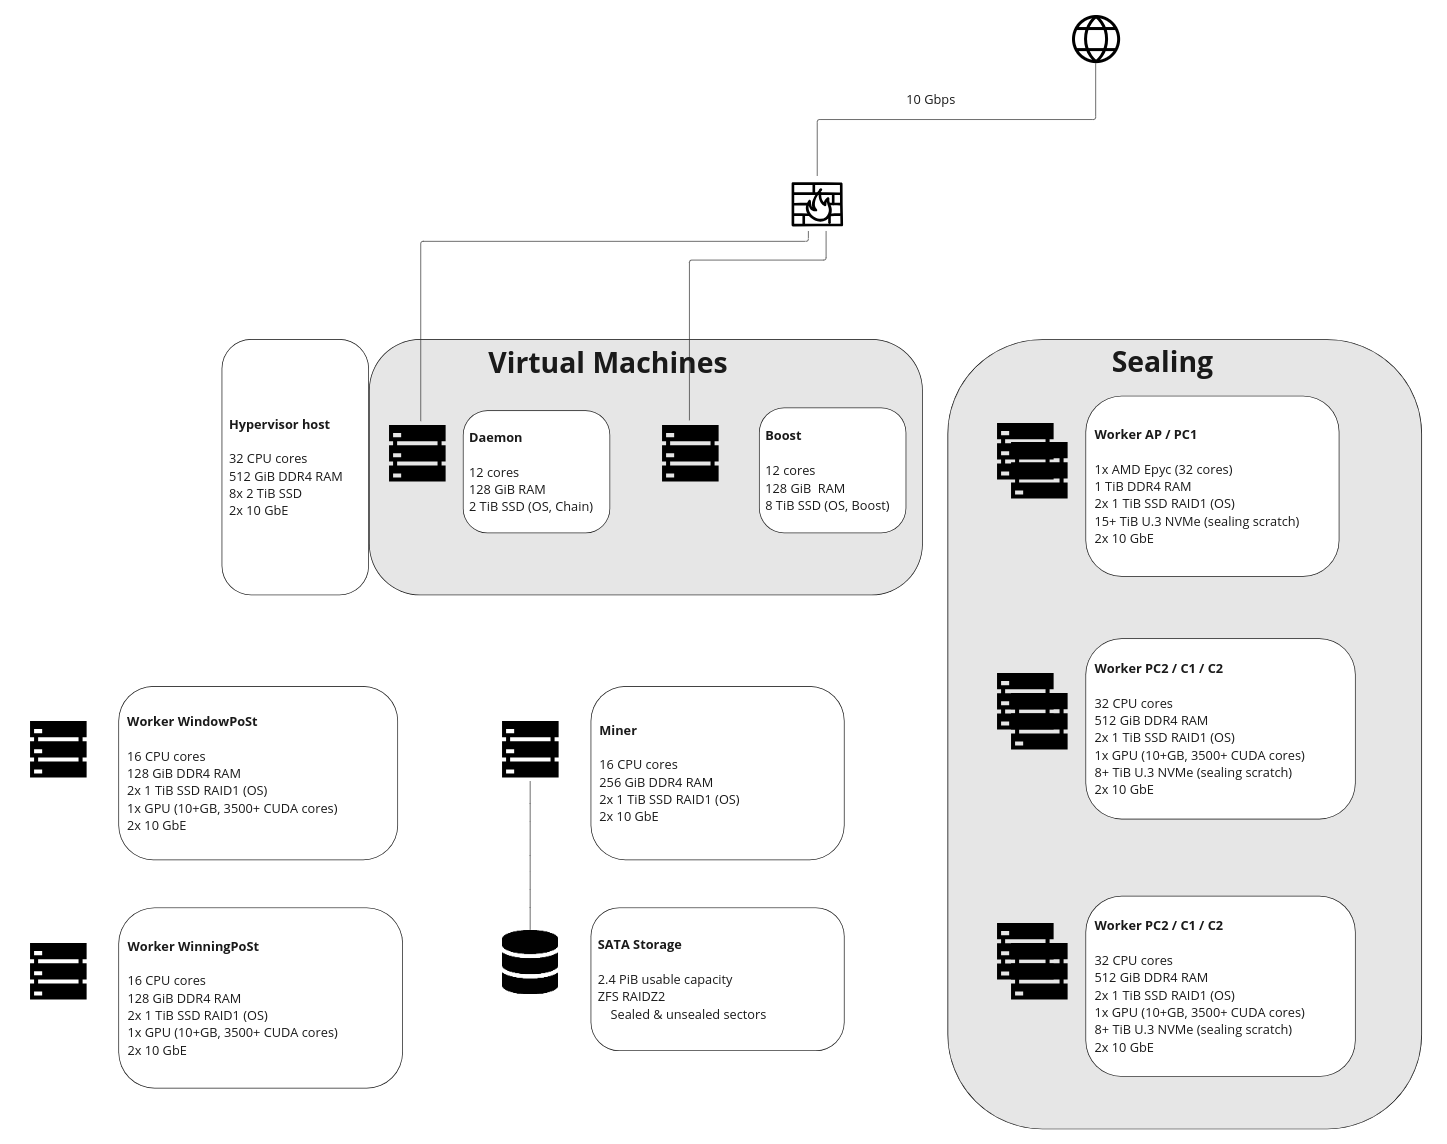 10 Gbps
Virtual Machines
Hypervisor host
32 CPU cores
512 GiB DDR4 RAM
8x 2 TiB SSD
2x 10 GbE
Daemon
12 cores
128 GiB RAM
2 TiB SSD (OS, Chain)
Boost
12 cores
128 GiB  RAM
8 TiB SSD (OS, Boost)
Sealing
Worker AP / PC1
1x AMD Epyc (32 cores)
1 TiB DDR4 RAM
2x 1 TiB SSD RAID1 (OS)
15+ TiB U.3 NVMe (sealing scratch)
2x 10 GbE
Worker PC2 / C1 / C2
32 CPU cores
512 GiB DDR4 RAM
2x 1 TiB SSD RAID1 (OS)
1x GPU (10+GB, 3500+ CUDA cores)
8+ TiB U.3 NVMe (sealing scratch)
2x 10 GbE
Worker PC2 / C1 / C2
32 CPU cores
512 GiB DDR4 RAM
2x 1 TiB SSD RAID1 (OS)
1x GPU (10+GB, 3500+ CUDA cores)
8+ TiB U.3 NVMe (sealing scratch)
2x 10 GbE
Worker WindowPoSt
16 CPU cores
128 GiB DDR4 RAM
2x 1 TiB SSD RAID1 (OS)
1x GPU (10+GB, 3500+ CUDA cores)
2x 10 GbE
Miner
16 CPU cores
256 GiB DDR4 RAM
2x 1 TiB SSD RAID1 (OS)
2x 10 GbE
Worker WinningPoSt
16 CPU cores
128 GiB DDR4 RAM
2x 1 TiB SSD RAID1 (OS)
1x GPU (10+GB, 3500+ CUDA cores)
2x 10 GbE
SATA Storage
2.4 PiB usable capacity
ZFS RAIDZ2
Sealed & unsealed sectors